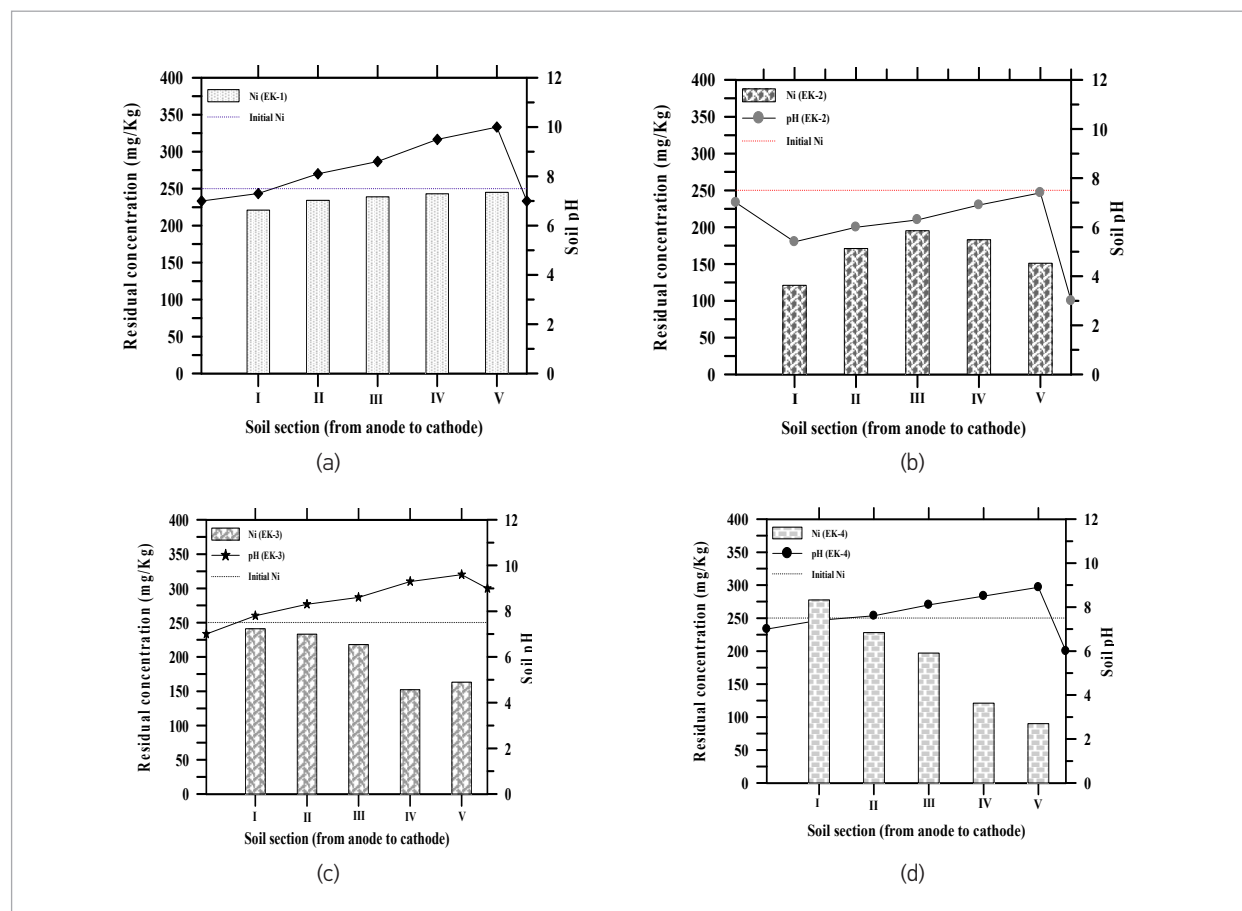 400
350
300
250
200
150
100
50
0
Residual concentration (mg/Kg)
Ni (EK-1)
Initial Ni
12
10
8
6
4
2
0
Soil pH
I II III IV V
Soil section (from anode to cathode)
(a)
400
350
300
250
200
150
100
50
0
Residual concentration (mg/Kg)
Ni (EK-2)
pH (EK-2)
Initial Ni
12
10
8
6
4
2
0
Soil pH
I II III IV V
Soil section (from anode to cathode)
(b)
400
350
300
250
200
150
100
50
0
Residual concentration (mg/Kg)
Ni (EK-3)
pH (EK-3)
Initial Ni
12
10
8
6
4
2
0
Soil pH
I II III IV V
Soil section (from anode to cathode)
(c)
400
350
300
250
200
150
100
50
0
Residual concentration (mg/Kg)
Ni (EK-4)
pH (EK-4)
Initial Ni
12
10
8
6
4
2
0
Soil pH
I II III IV V
Soil section (from anode to cathode)
(d)